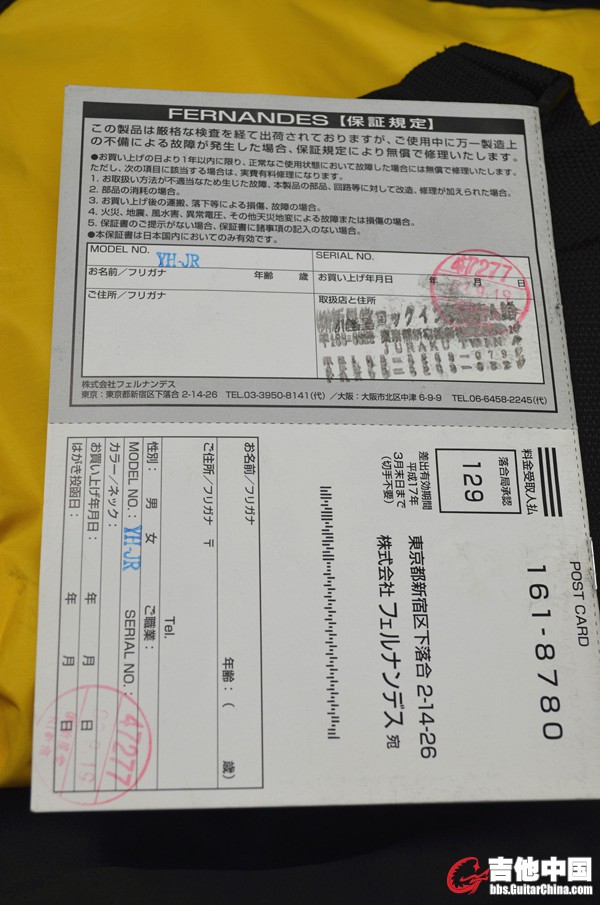 FERNANDES【保証規定】
この製品は厳格な検査を経て出荷されておりますが、ご使用中に万一製造上
の不備による故障が発生した場合、保証規定により無償で修理いたします。
●お買い上げの日より1年以内に限り、正常なご使用状態において故障した場合には無償で修理いたします。
ただし、次の項目に該当する場合は、実費有料修理になります。
1. お取扱い方法が不適当なため生じた故障、本製品の部品、回路等に対して改造、修理が加えられた場合。
2. 部品の消耗の場合。
3. お買い上げ後の運搬、落下等による損傷、故障の場合。
4. 火災、地震、風水害、異常電圧、その他天災地変による故障または損傷の場合。
5. 保証書のご提示がない場合、保証書に諸事項の記入のない場合。
●本保証書は日本国内においてのみ有効です。
MODEL NO. YH-JR
SERIAL NO. 47277
お名前／フリガナ 年齢 歳
お買い上げ年月日 年 月 日
ご住所／フリガナ
取扱店と住所
株式会社フェルナンデス
東京：東京都新宿区下落合 2-14-26 TEL.03-3950-8141(代)／大阪：大阪市北区中津 6-9-9 TEL.06-6458-2245(代)
POST CARD
161-8780
料金受取人払
落合局承認
129
差出有効期間
平成17年
3月末日まで
(切手不要)
東京都新宿区下落合 2-14-26
株式会社 フェルナンデス 宛
お名前／フリガナ
年齢：( 歳)
ご住所／フリガナ 〒
Tel.
性別： 男 女 ご職業：
MODEL NO.: YH-JR SERIAL NO.: 47277
カラー／ネック：
お買い上げ年月日： 年 月 日
はがき投函日： 年 月 日
吉他中国
bbs.GuitarChina.com